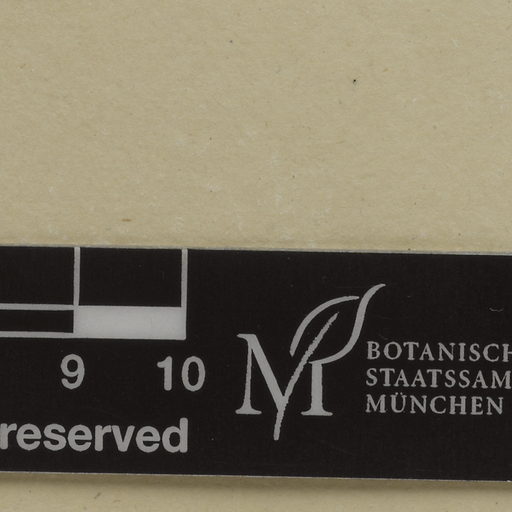 9 10
reserved
BOTANISCH
STAATSSAM
MÜNCHEN